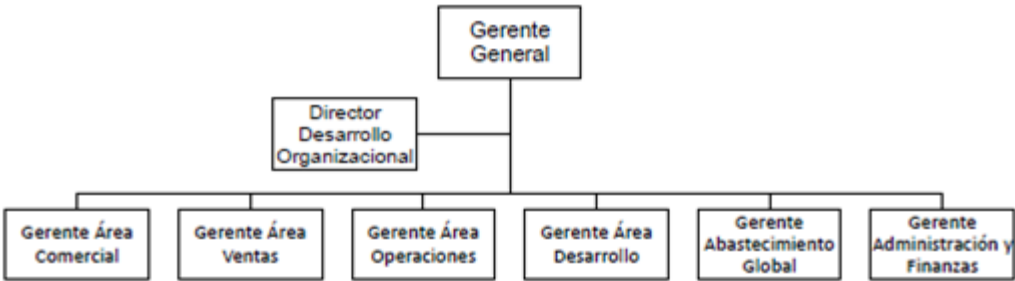 Gerente
General
Director
Desarrollo
Organizacional
Gerente Área
Comercial
Gerente Área
Ventas
Gerente Área
Operaciones
Gerente Área
Desarrollo
Gerente
Abastecimiento
Global
Gerente
Administración y
Finanzas